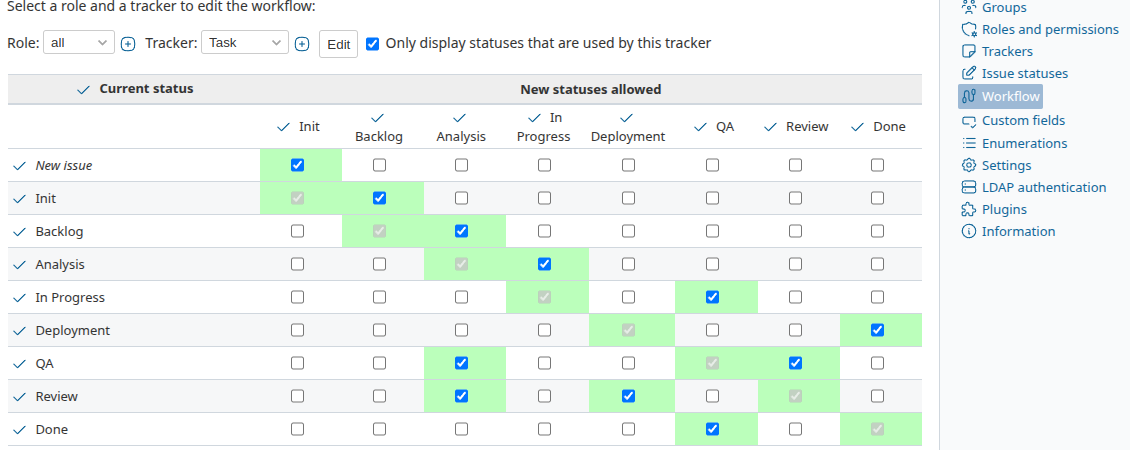 Select a role and a tracker to edit the workflow:
Role: all Tracker: Task Edit Only display statuses that are used by this tracker
Current status New statuses allowed
Init Backlog Analysis In Progress Deployment QA Review Done
New issue
Init
Backlog
Analysis
In Progress
Deployment
QA
Review
Done
Groups
Roles and permissions
Trackers
Issue statuses
Workflow
Custom fields
Enumerations
Settings
LDAP authentication
Plugins
Information